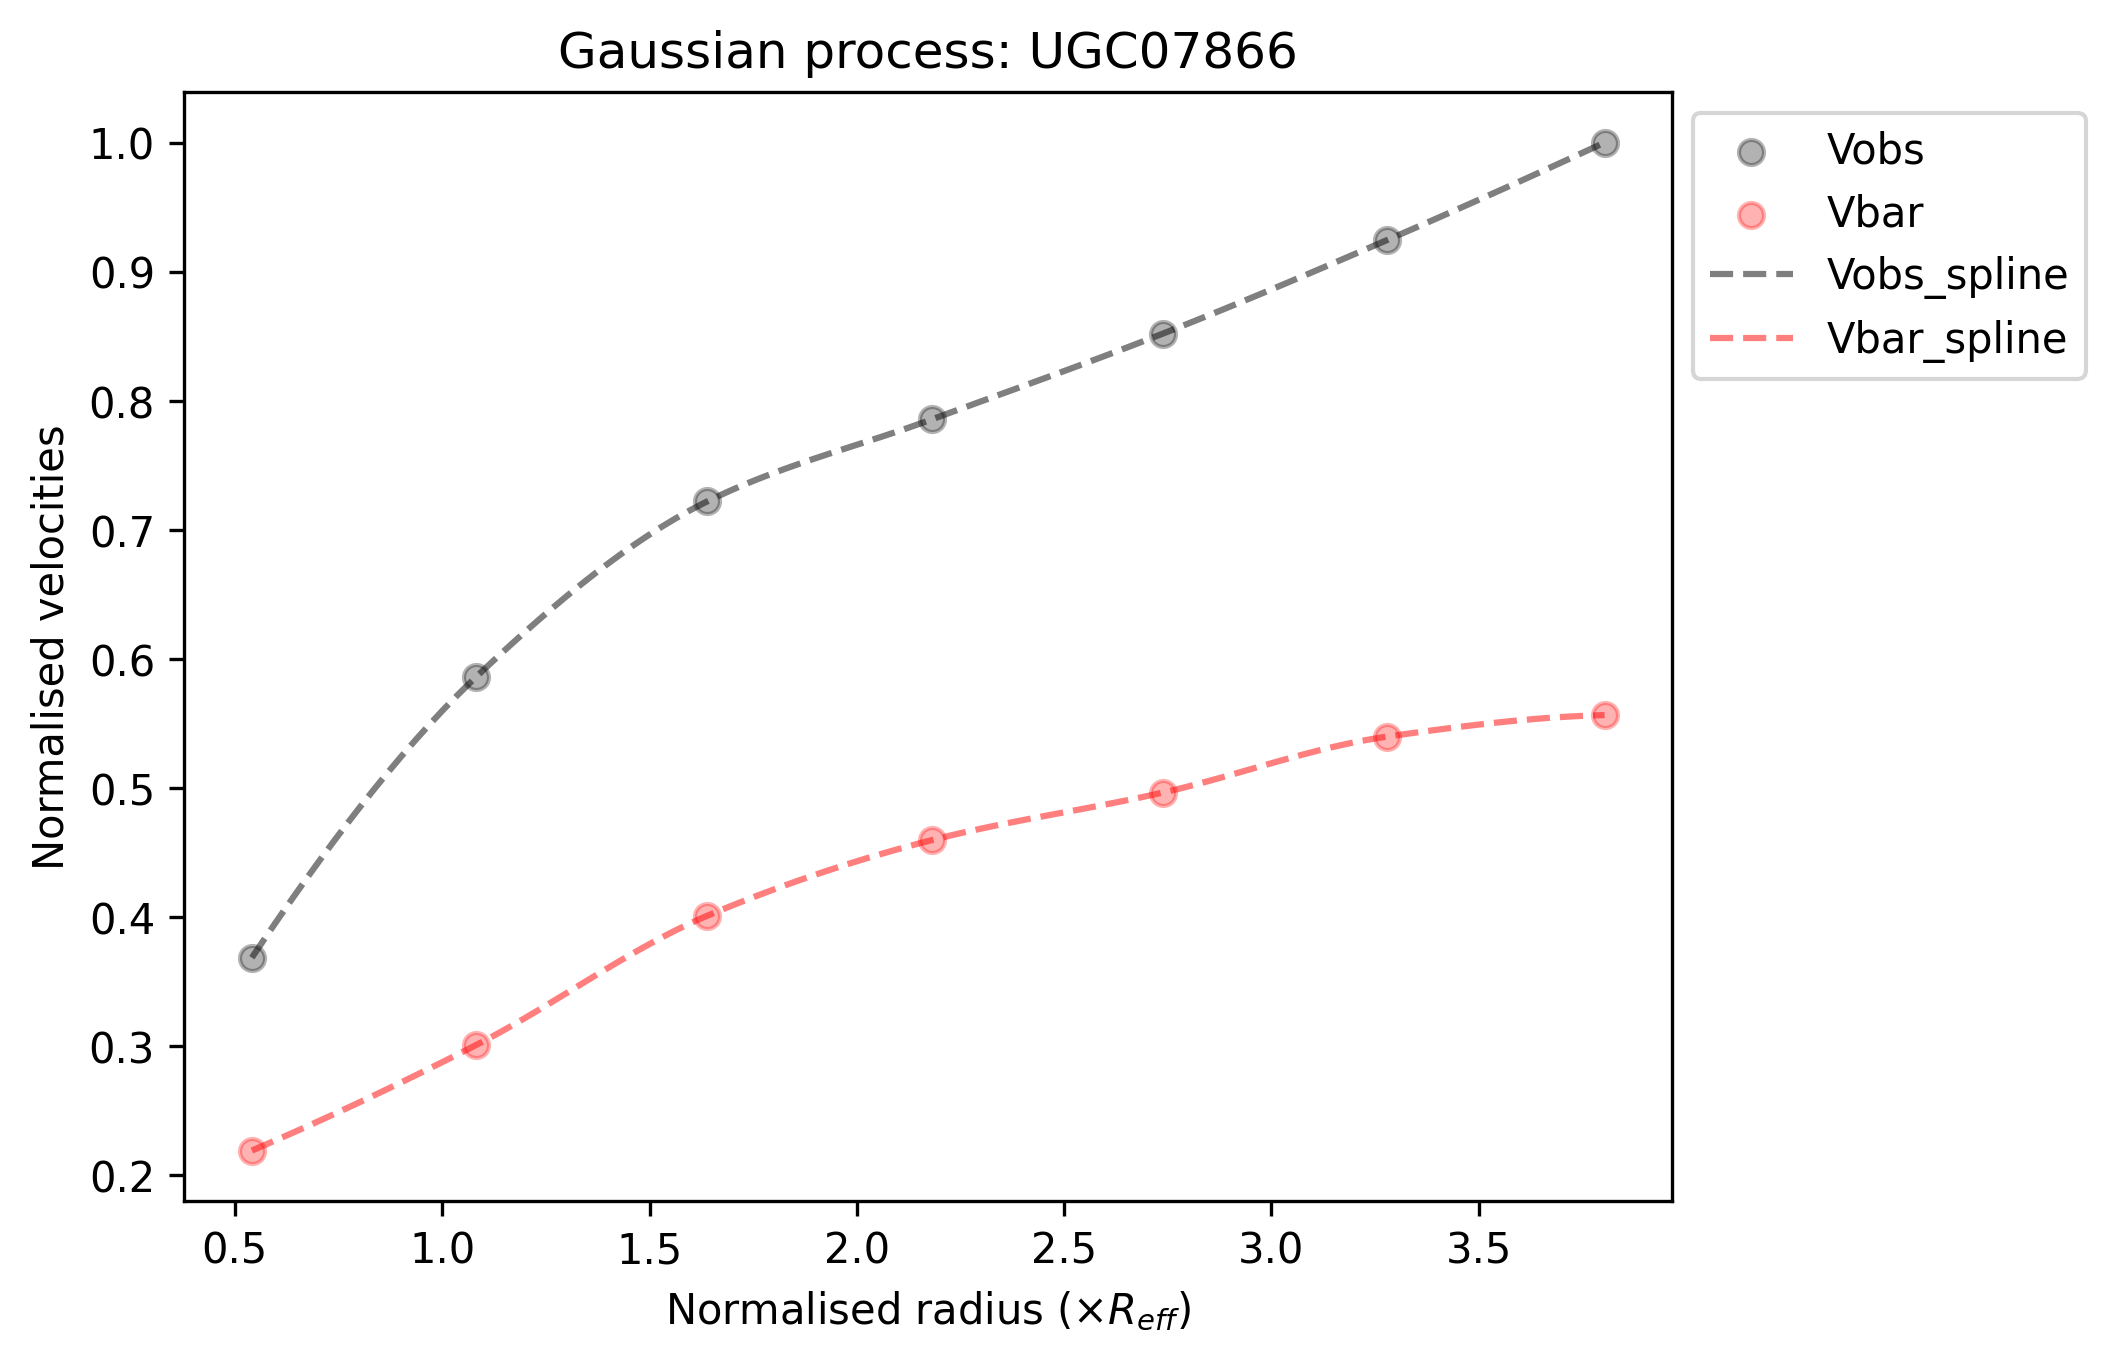 Gaussian process: UGC07866
1.0
0.9
0.8
0.7
0.6
0.5
0.4
0.3
0.2
Normalised velocities
0.5 1.0 1.5 2.0 2.5 3.0 3.5
Normalised radius (×R_eff)
Vobs
Vbar
Vobs_spline
Vbar_spline